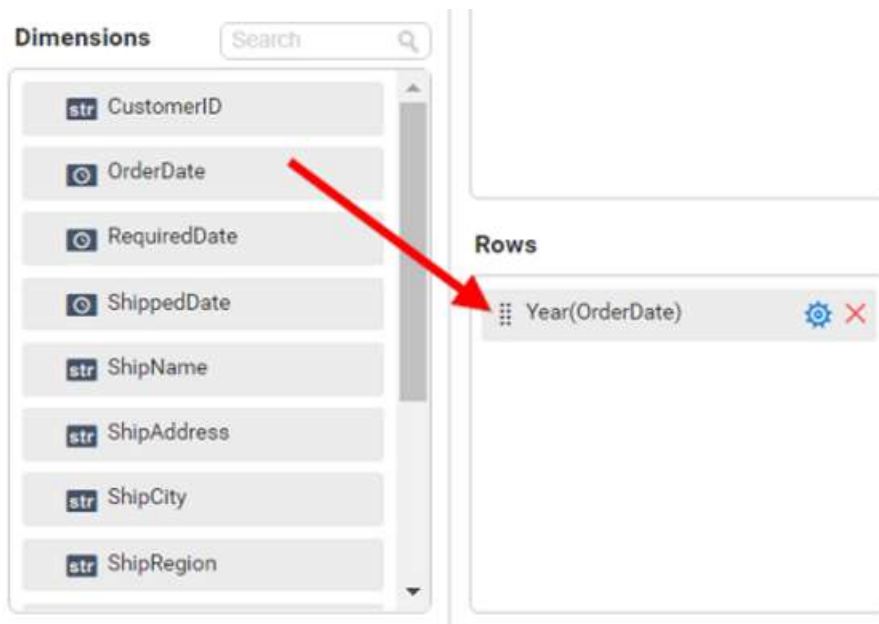 Dimensions
Search
str CustomerID
OrderDate
RequiredDate
ShippedDate
str ShipName
str ShipAddress
str ShipCity
str ShipRegion
Rows
Year(OrderDate)